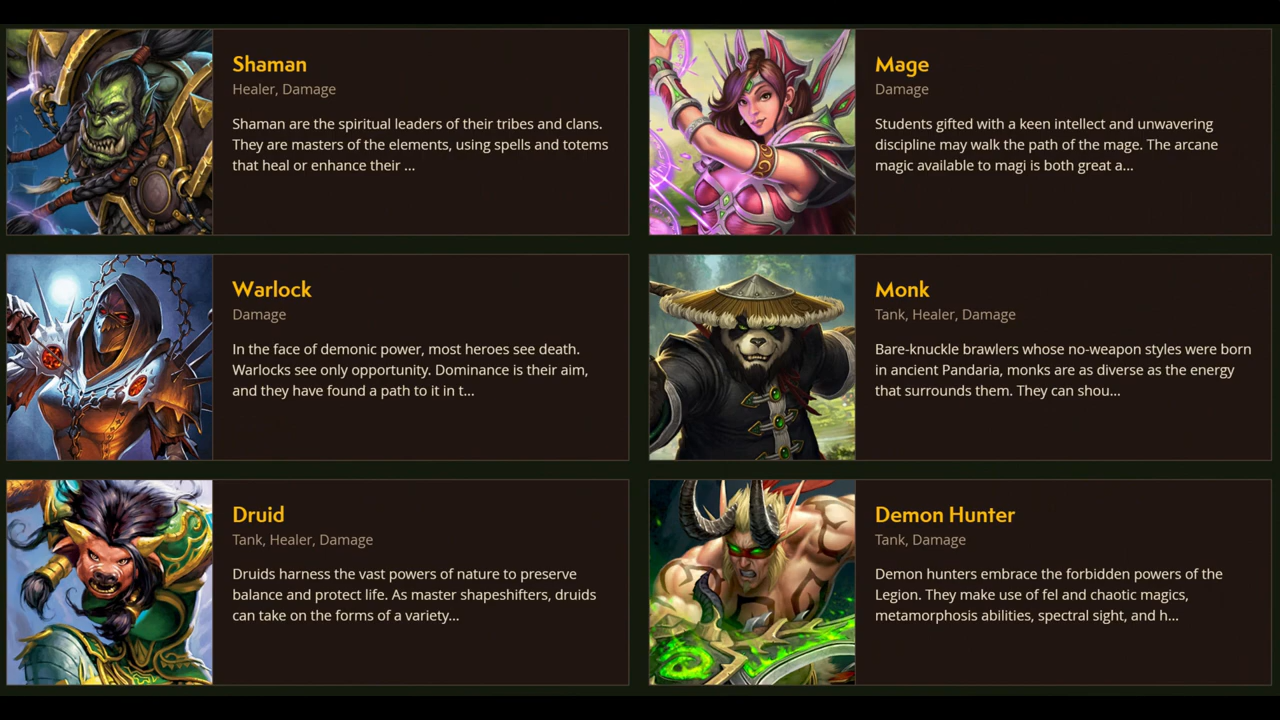 Shaman
Healer, Damage
Shaman are the spiritual leaders of their tribes and clans.
They are masters of the elements, using spells and totems
that heal or enhance their ...
Mage
Damage
Students gifted with a keen intellect and unwavering
discipline may walk the path of the mage. The arcane
magic available to magi is both great a...
Warlock
Damage
In the face of demonic power, most heroes see death.
Warlocks see only opportunity. Dominance is their aim,
and they have found a path to it in t...
Monk
Tank, Healer, Damage
Bare-knuckle brawlers whose no-weapon styles were born
in ancient Pandaria, monks are as diverse as the energy
that surrounds them. They can shou...
Druid
Tank, Healer, Damage
Druids harness the vast powers of nature to preserve
balance and protect life. As master shapeshifters, druids
can take on the forms of a variety...
Demon Hunter
Tank, Damage
Demon hunters embrace the forbidden powers of the
Legion. They make use of fel and chaotic magics,
metamorphosis abilities, spectral sight, and h...